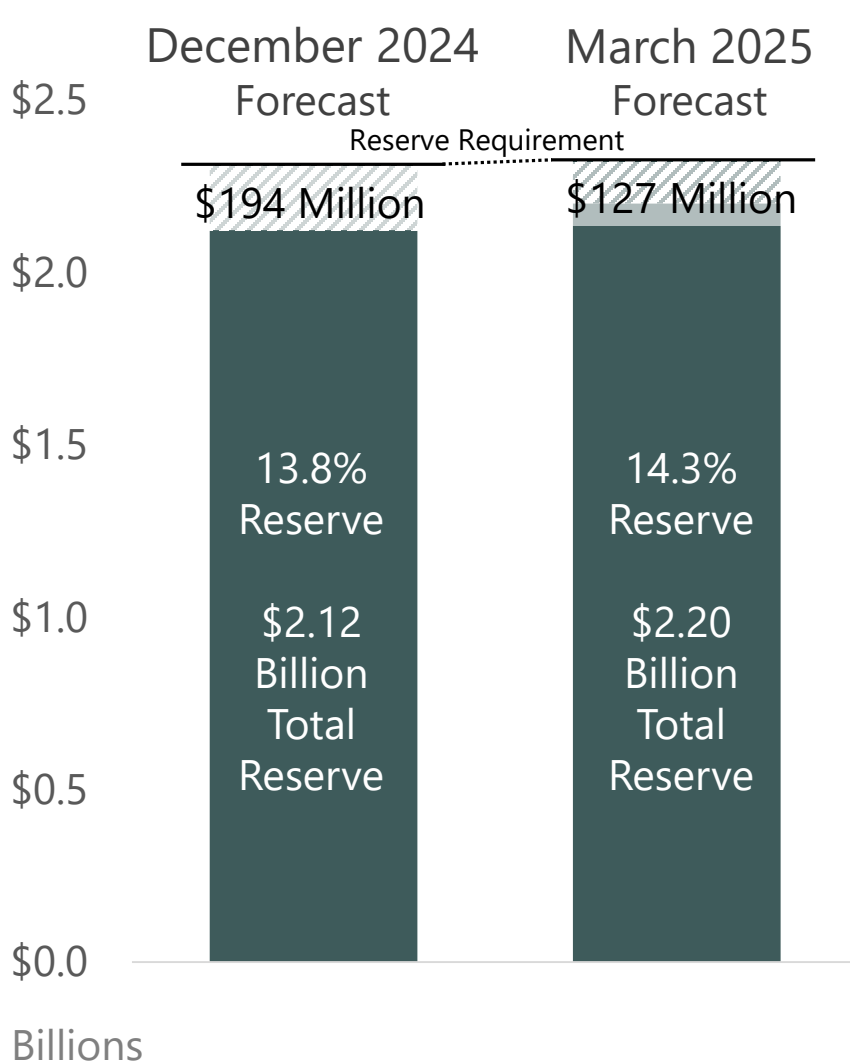 December 2024
Forecast
March 2025
Forecast
$2.5
Reserve Requirement
$194 Million
$127 Million
$2.0
$1.5
13.8%
Reserve
14.3%
Reserve
$1.0
$2.12
Billion
Total
Reserve
$2.20
Billion
Total
Reserve
$0.5
$0.0
Billions